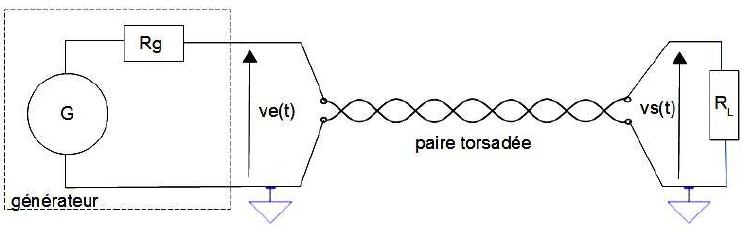 Rg
G
ve(t)
vs(t)
RL
paire torsadée
générateur